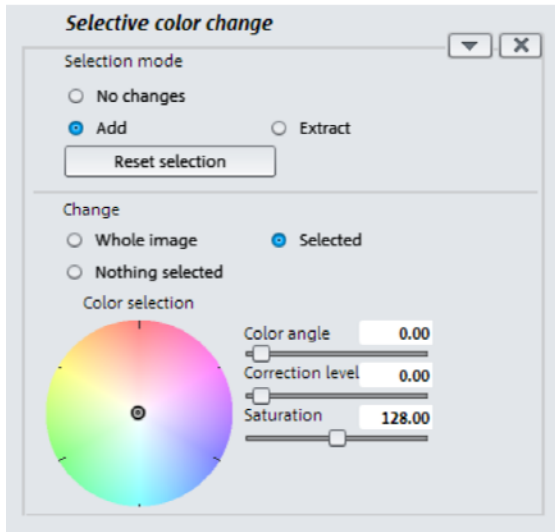 Selective color change
Selection mode
No changes
Add Extract
Reset selection
Change
Whole image Selected
Nothing selected
Color selection
Color angle 0.00
Correction level 0.00
Saturation 128.00